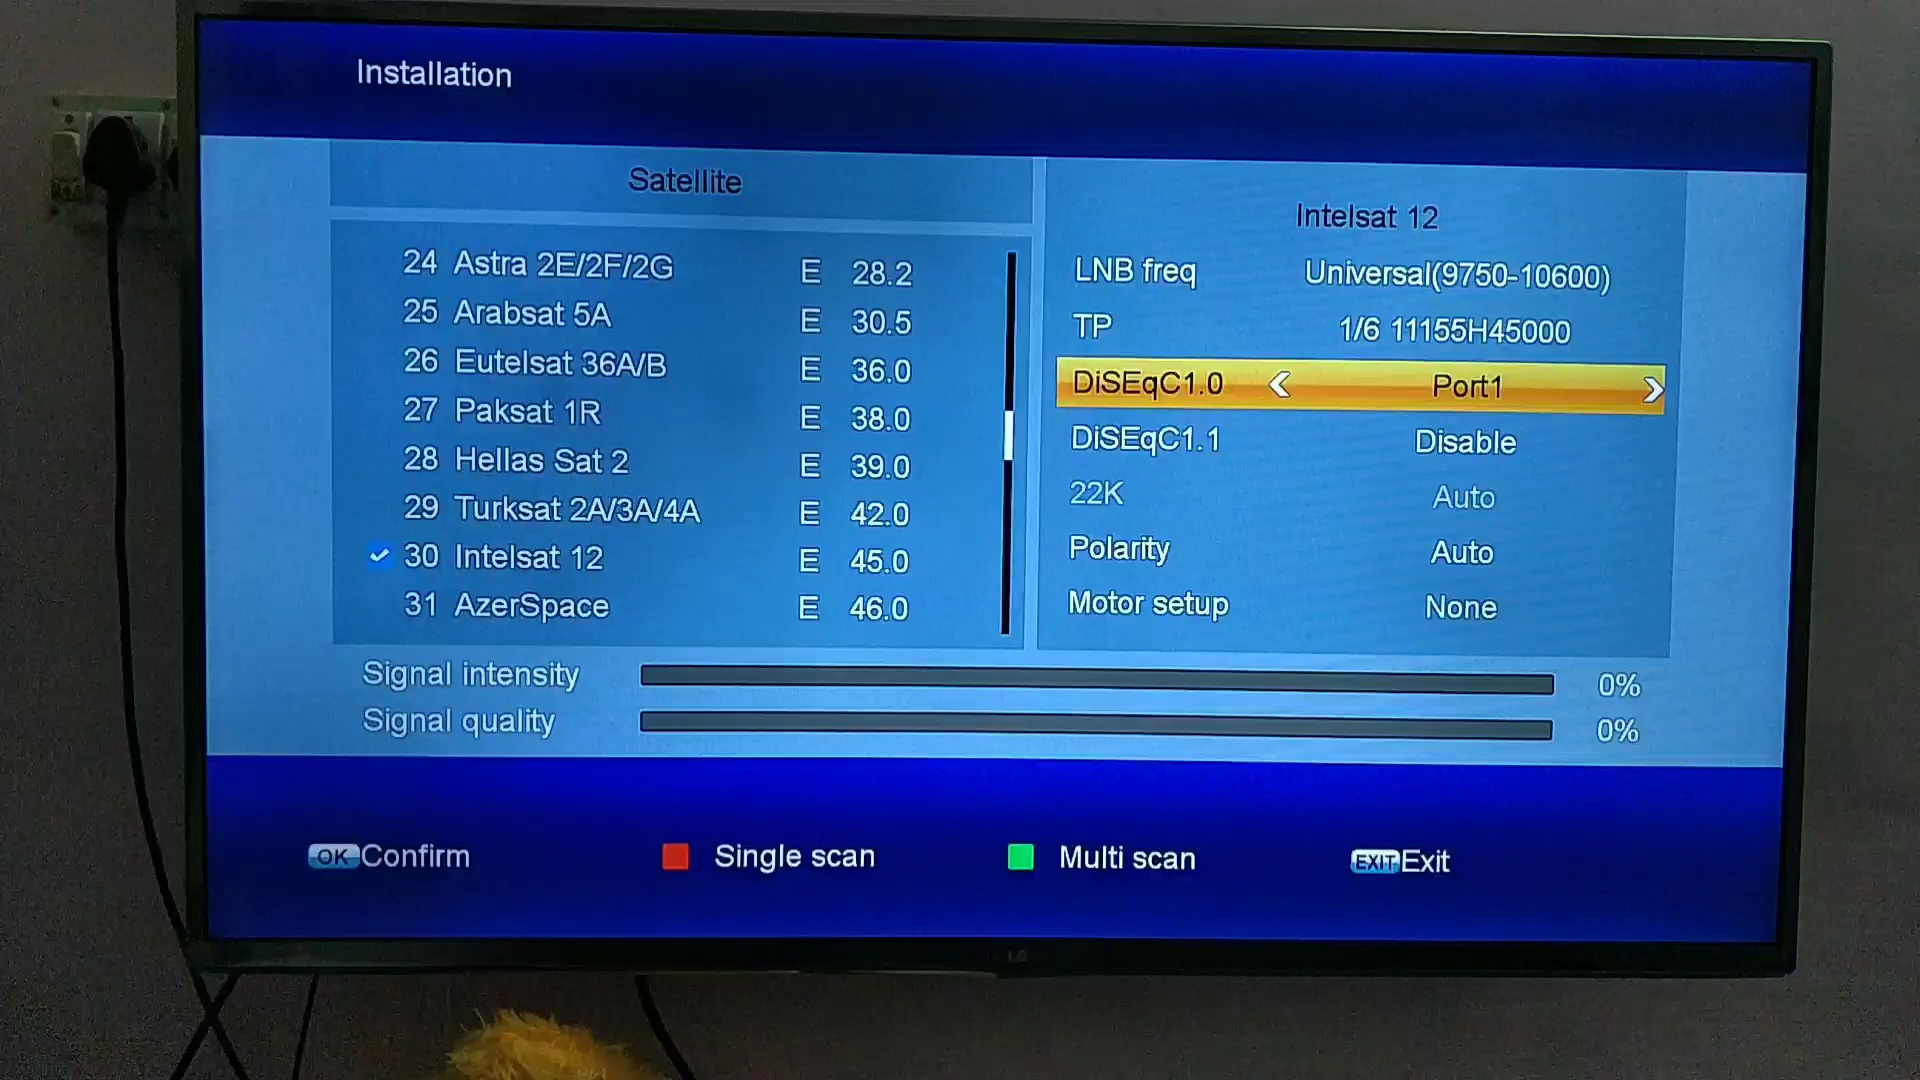 Installation
Satellite
24 Astra 2E/2F/2G E 28.2
25 Arabsat 5A E 30.5
26 Eutelsat 36A/B E 36.0
27 Paksat 1R E 38.0
28 Hellas Sat 2 E 39.0
29 Turksat 2A/3A/4A E 42.0
30 Intelsat 12 E 45.0
31 AzerSpace E 46.0
Intelsat 12
LNB freq Universal(9750-10600)
TP 1/6 11155H45000
DiSEqC1.0 Port1
DiSEqC1.1 Disable
22K Auto
Polarity Auto
Motor setup None
Signal intensity 0%
Signal quality 0%
OK Confirm Single scan Multi scan EXIT Exit
LG